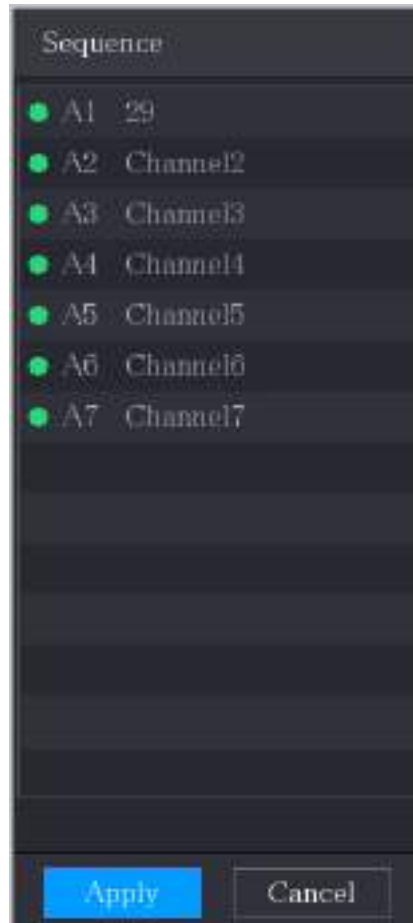 Sequence
A1 29
A2 Channel2
A3 Channel3
A4 Channel4
A5 Channel5
A6 Channel6
A7 Channel7
Apply Cancel